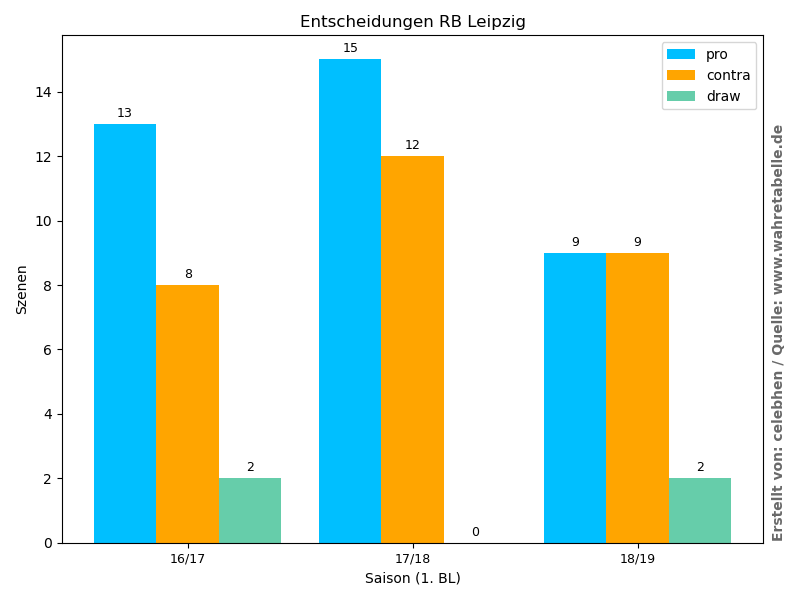 Entscheidungen RB Leipzig
pro
contra
draw
Szenen
14
12
10
8
6
4
2
0
13
8
2
15
12
0
9
9
2
16/17
17/18
18/19
Saison (1. BL)
Erstellt von: celebhen / Quelle: www.wahretabelle.de